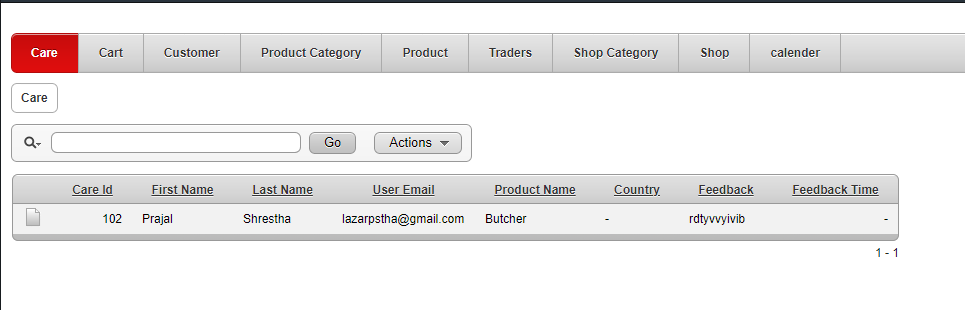 Care Cart Customer Product Category Product Traders Shop Category Shop calender
Care
Go Actions
Care Id First Name Last Name User Email Product Name Country Feedback Feedback Time
102 Prajal Shrestha lazarpstha@gmail.com Butcher - rdtyvvyivib -
1 - 1